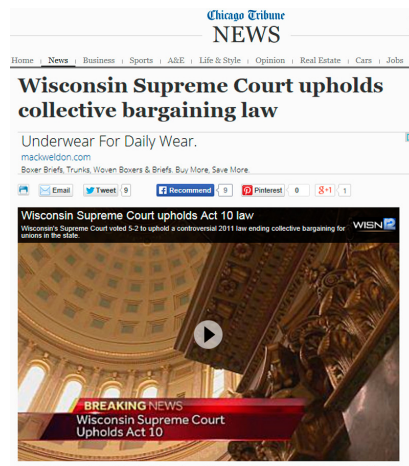 Chicago Tribune
NEWS
Home | News | Business | Sports | A&E | Life & Style | Opinion | Real Estate | Cars | Jobs
Wisconsin Supreme Court upholds
collective bargaining law
Underwear For Daily Wear.
mackweldon.com
Boxer Briefs, Trunks, Woven Boxers & Briefs. Buy More, Save More.
Email Tweet 9 Recommend 9 Pinterest 0 g+1 1
Wisconsin Supreme Court upholds Act 10 law
Wisconsin's Supreme Court voted 5-2 to uphold a controversial 2011 law ending collective bargaining for
unions in the state.
WISN 12
BREAKING NEWS
Wisconsin Supreme Court
Upholds Act 10